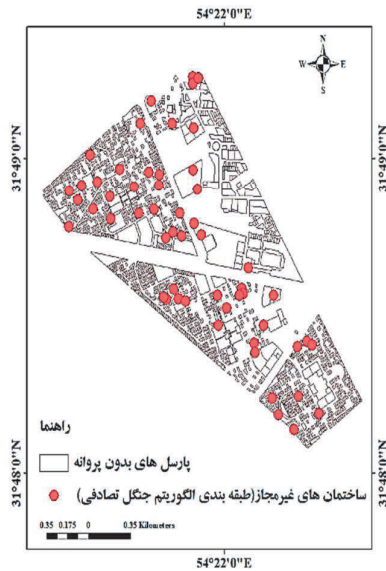 54°22'0"E
N
W E
S
31°49'0"N 31°49'0"N
راهنما
پارسل های بدون پروانه
ساختمان های غیرمجاز(طبقه بندی الگوریتم جنگل تصادفی)
31°48'0"N 31°48'0"N
0.35 0.175 0 0.35 Kilometers
54°22'0"E